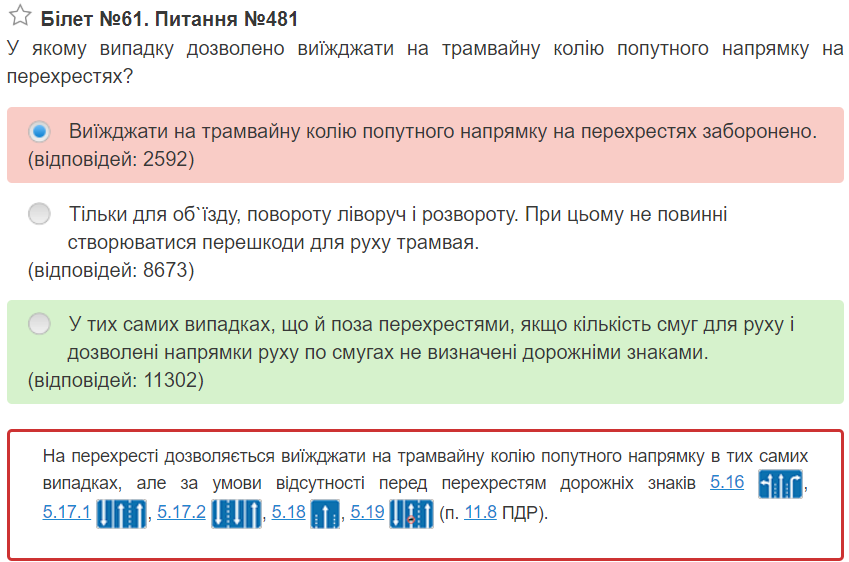 Білет №61. Питання №481
У якому випадку дозволено виїжджати на трамвайну колію попутного напрямку на
перехрестях?
Виїжджати на трамвайну колію попутного напрямку на перехрестях заборонено.
(відповідей: 2592)
Тільки для об`їзду, повороту ліворуч і розвороту. При цьому не повинні
створюватися перешкоди для руху трамвая.
(відповідей: 8673)
У тих самих випадках, що й поза перехрестями, якщо кількість смуг для руху і
дозволені напрямки руху по смугах не визначені дорожніми знаками.
(відповідей: 11302)
На перехресті дозволяється виїжджати на трамвайну колію попутного напрямку в тих самих
випадках, але за умови відсутності перед перехрестям дорожніх знаків 5.16 ,
5.17.1 , 5.17.2 , 5.18 , 5.19 (п. 11.8 ПДР).